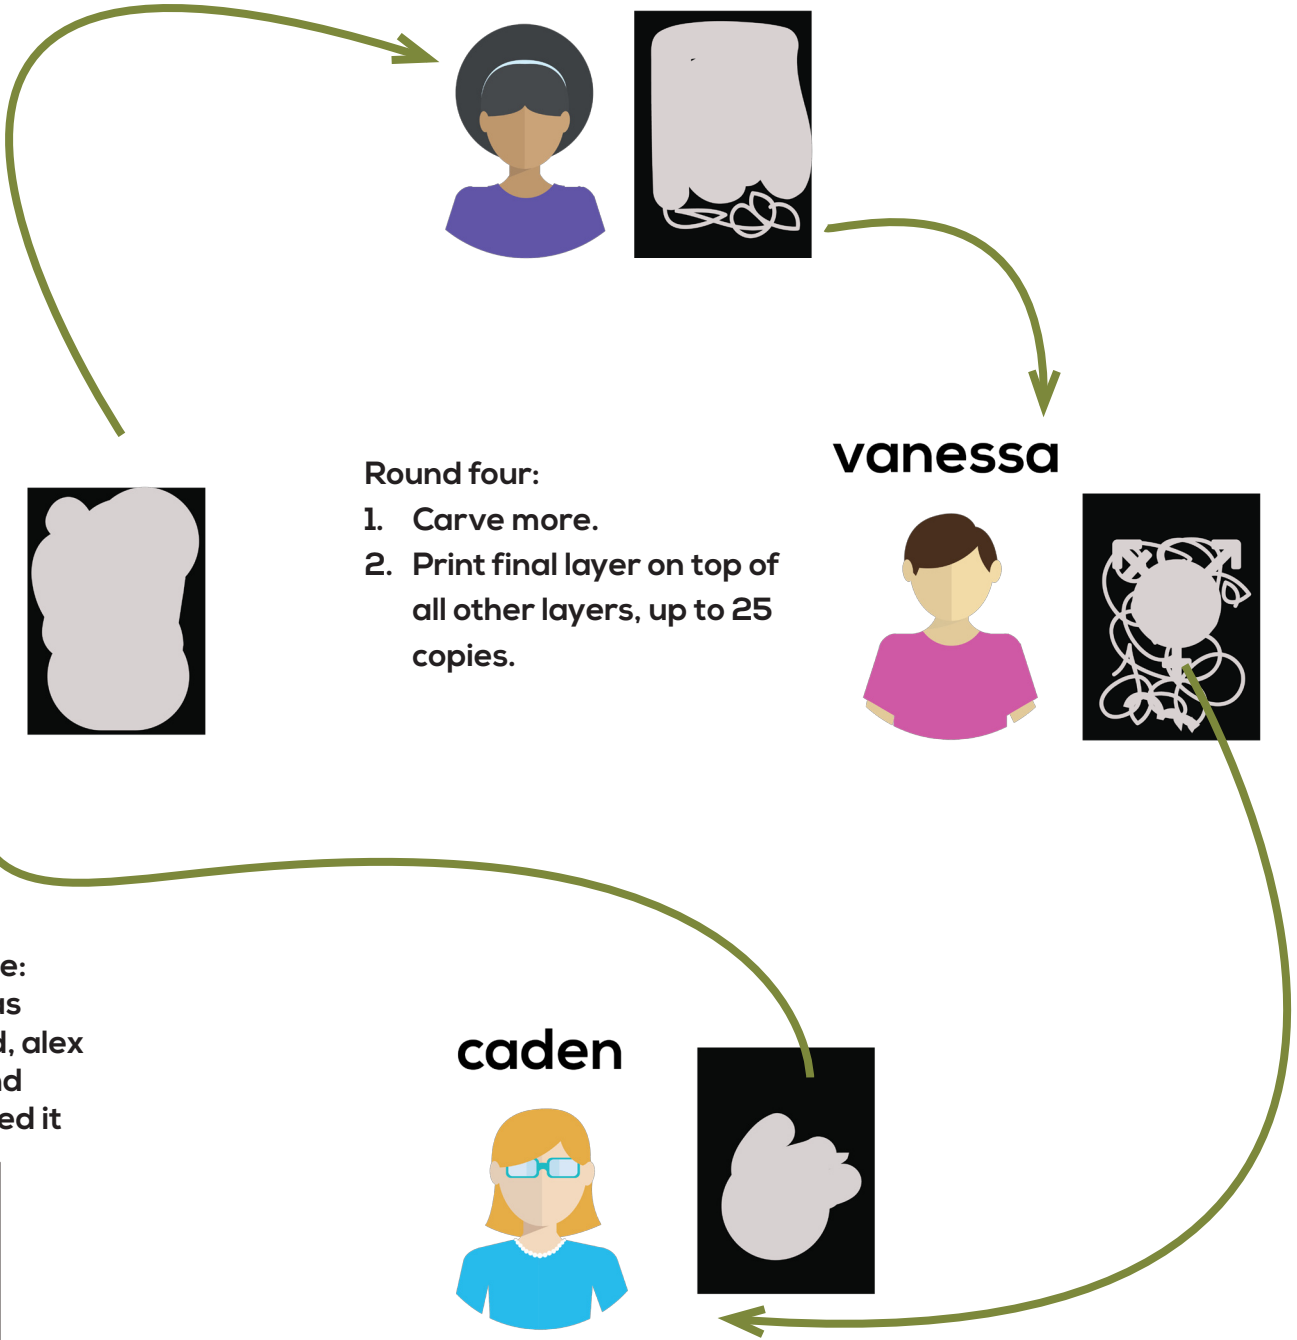 vanessa
Round four:
1. Carve more.
2. Print final layer on top of
all other layers, up to 25
copies.
e:
as
d, alex
nd
ed it
caden